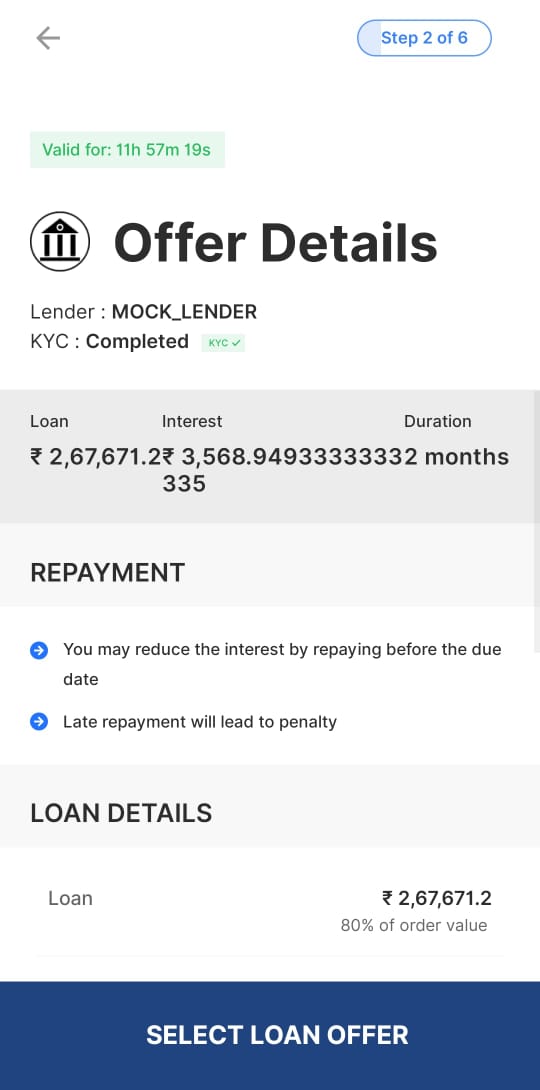 Step 2 of 6
Valid for: 11h 57m 19s
Offer Details
Lender : MOCK_LENDER
KYC : Completed KYC ✓
Loan Interest Duration
₹ 2,67,671.2 ₹ 3,568.9493333333 2 months
335
REPAYMENT
You may reduce the interest by repaying before the due
date
Late repayment will lead to penalty
LOAN DETAILS
Loan ₹ 2,67,671.2
80% of order value
SELECT LOAN OFFER